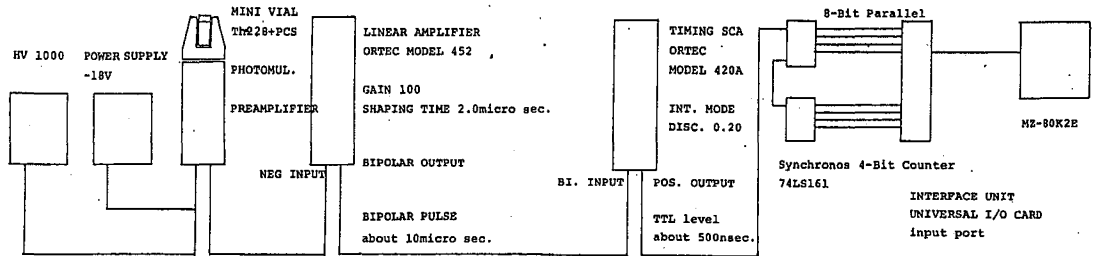 HV 1000
POWER SUPPLY
-18V
MINI VIAL
Th228+PCS
PHOTOMUL.
PREAMPLIFIER
LINEAR AMPLIFIER
ORTEC MODEL 452
GAIN 100
SHAPING TIME 2.0micro sec.
BIPOLAR OUTPUT
NEG INPUT
BIPOLAR PULSE
about 10micro sec.
TIMING SCA
ORTEC
MODEL 420A
INT. MODE
DISC. 0.20
BI. INPUT
POS. OUTPUT
TTL level
about 500nsec.
8-Bit Parallel
Synchronos 4-Bit Counter
74LS161
MZ-80K2E
INTERFACE UNIT
UNIVERSAL I/O CARD
input port